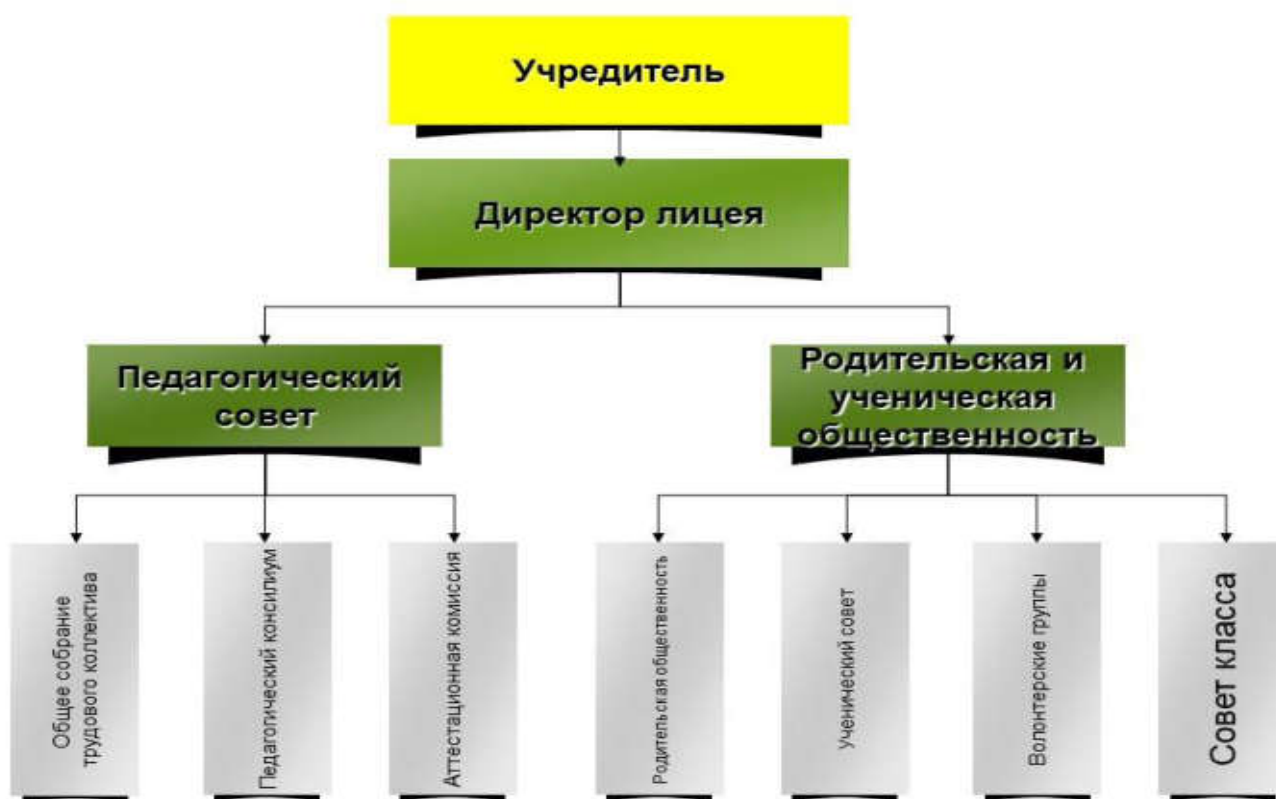 Учредитель
Директор лицея
Педагогический
совет
Родительская и
ученическая
общественность
Общее собрание
трудового коллектива
Педагогический консилиум
Аттестационная комиссия
Родительская общественность
Ученический совет
Волонтерские группы
Совет класса